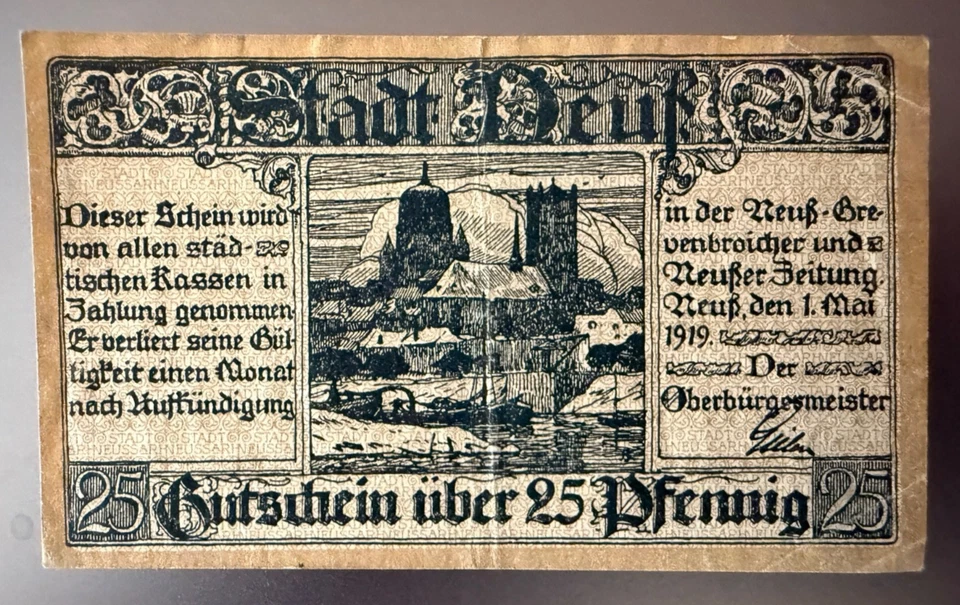 Stadt Neuß
Dieser Schein wird
von allen städ-
tischen Kassen in
Zahlung genommen.
Er verliert seine Gül-
tigkeit einen Monat
nach Aufkündigung
in der Neuß-Gre-
venbroicher und
Neußer Zeitung.
Neuß, den 1. Mai
1919.
Der
Oberbürgermeister
25 Gutschein über 25 Pfennig 25